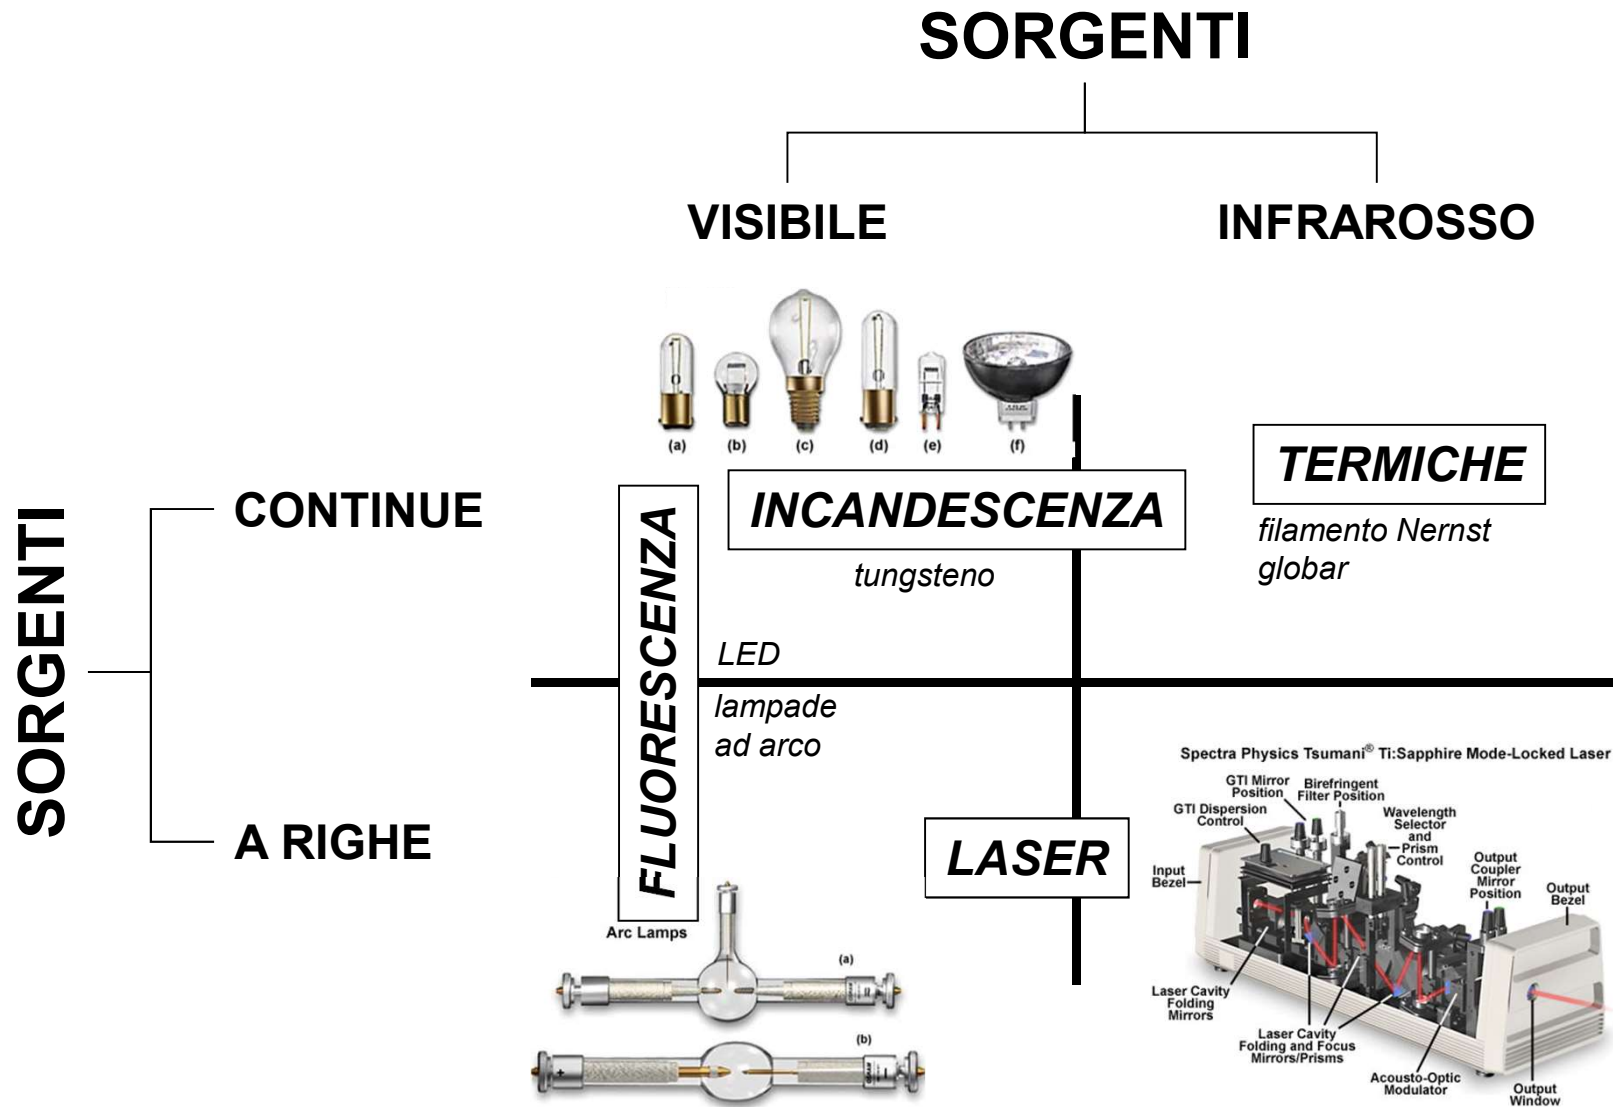 SORGENTI
VISIBILE
INFRAROSSO
(a)
(b)
(c)
(d)
(e)
(f)
SORGENTI
CONTINUE
A RIGHE
FLUORESCENZA
INCANDESCENZA
tungsteno
TERMICHE
filamento Nernst
globar
LED
lampade
ad arco
LASER
Arc Lamps
(a)
(b)
+
Spectra Physics Tsumani® Ti:Sapphire Mode-Locked Laser
GTI Mirror
Position
Birefringent
Filter Position
GTI Dispersion
Control
Wavelength
Selector
and
Prism
Control
Input
Bezel
Output
Coupler
Mirror
Position
Output
Bezel
Laser Cavity
Folding
Mirrors
Laser Cavity
Folding and Focus
Mirrors/Prisms
Acousto-Optic
Modulator
Output
Window